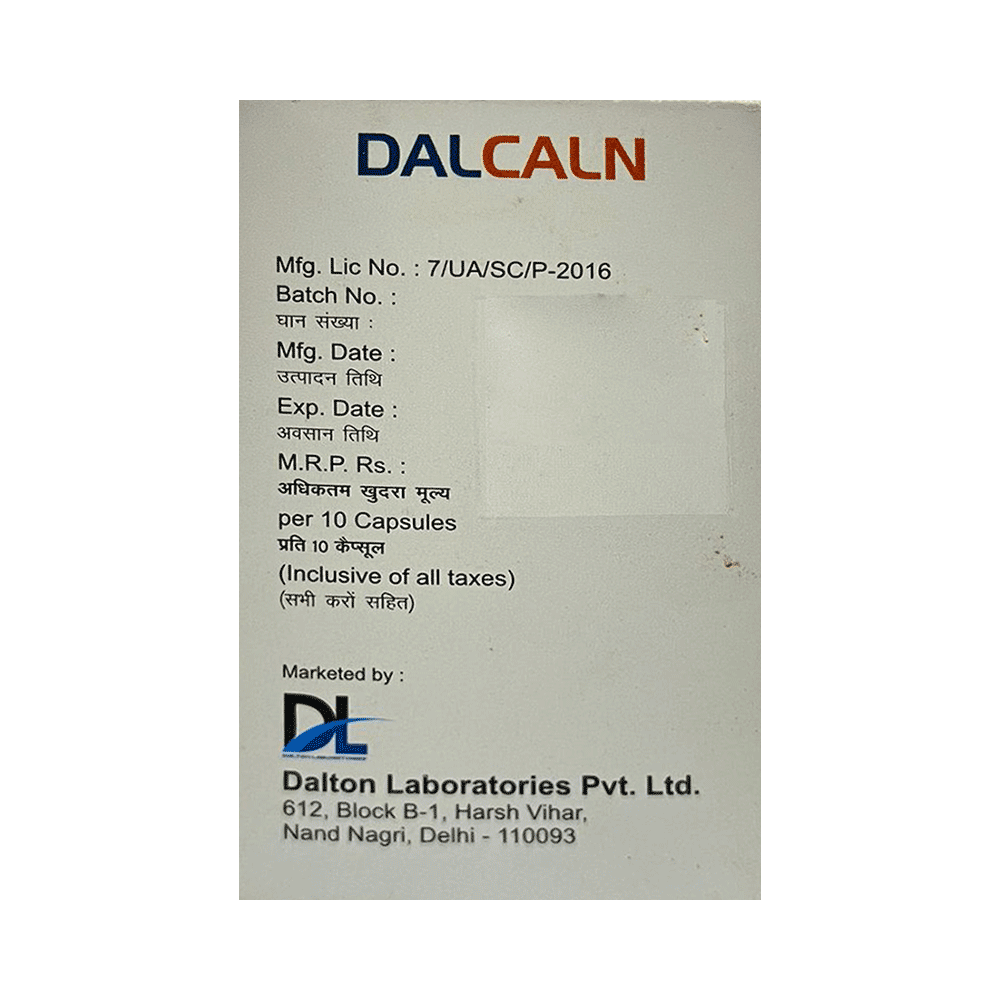 DALCALN
Mfg. Lic No. : 7/UA/SC/P-2016
Batch No. :
घान संख्या :
Mfg. Date :
उत्पादन तिथि
Exp. Date :
अवसान तिथि
M.R.P. Rs. :
अधिकतम खुदरा मूल्य
per 10 Capsules
प्रति 10 कैप्सूल
(Inclusive of all taxes)
(सभी करों सहित)
Marketed by :
DL
DALTON LABORATORIES
Dalton Laboratories Pvt. Ltd.
612, Block B-1, Harsh Vihar,
Nand Nagri, Delhi - 110093